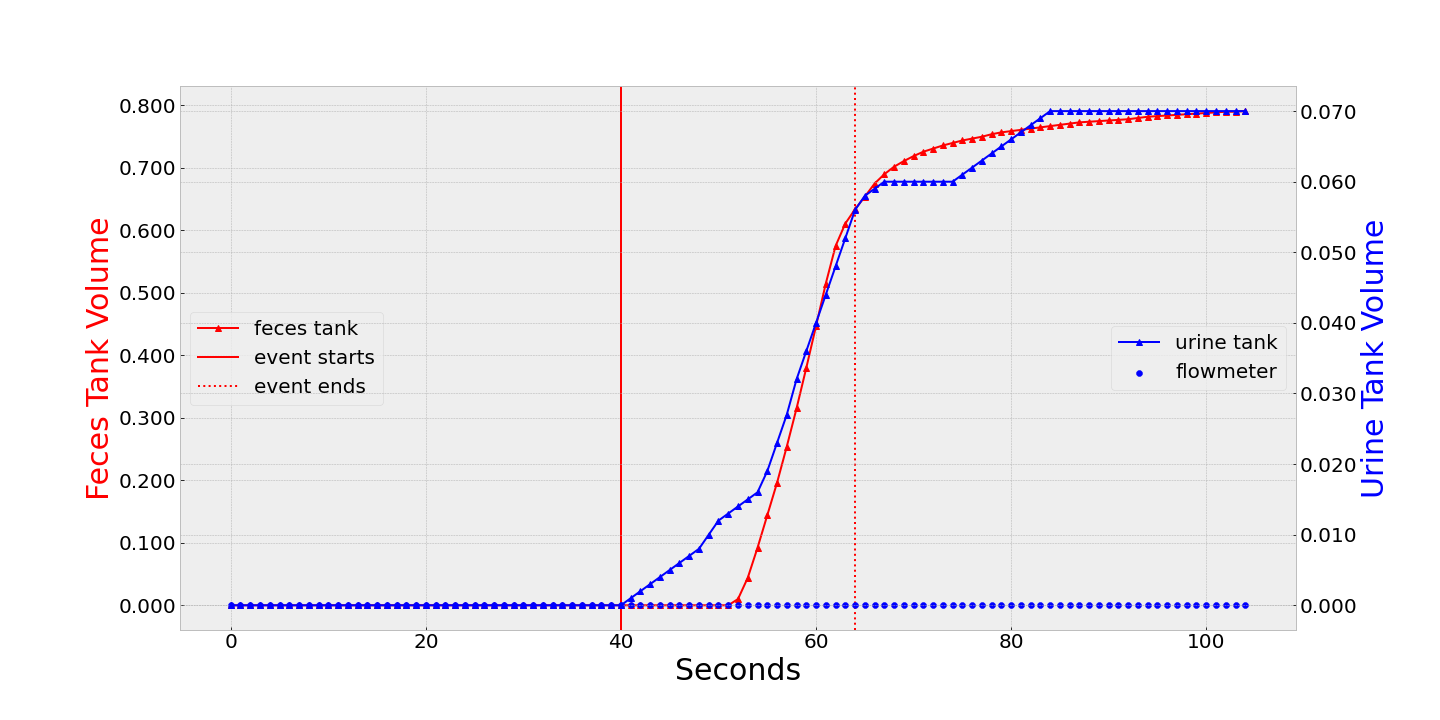 0.800
0.700
0.600
0.500
0.400
0.300
0.200
0.100
0.000
Feces Tank Volume
feces tank
event starts
event ends
urine tank
flowmeter
0.070
0.060
0.050
0.040
0.030
0.020
0.010
0.000
Urine Tank Volume
0 20 40 60 80 100
Seconds